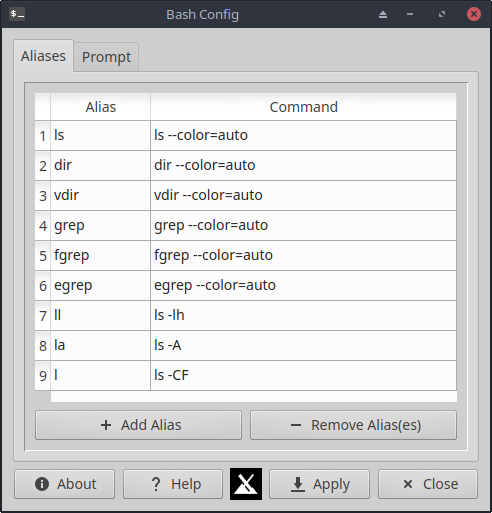 Bash Config
Aliases Prompt
Alias Command
1 ls ls --color=auto
2 dir dir --color=auto
3 vdir vdir --color=auto
4 grep grep --color=auto
5 fgrep fgrep --color=auto
6 egrep egrep --color=auto
7 ll ls -lh
8 la ls -A
9 l ls -CF
+ Add Alias − Remove Alias(es)
About ? Help Apply × Close